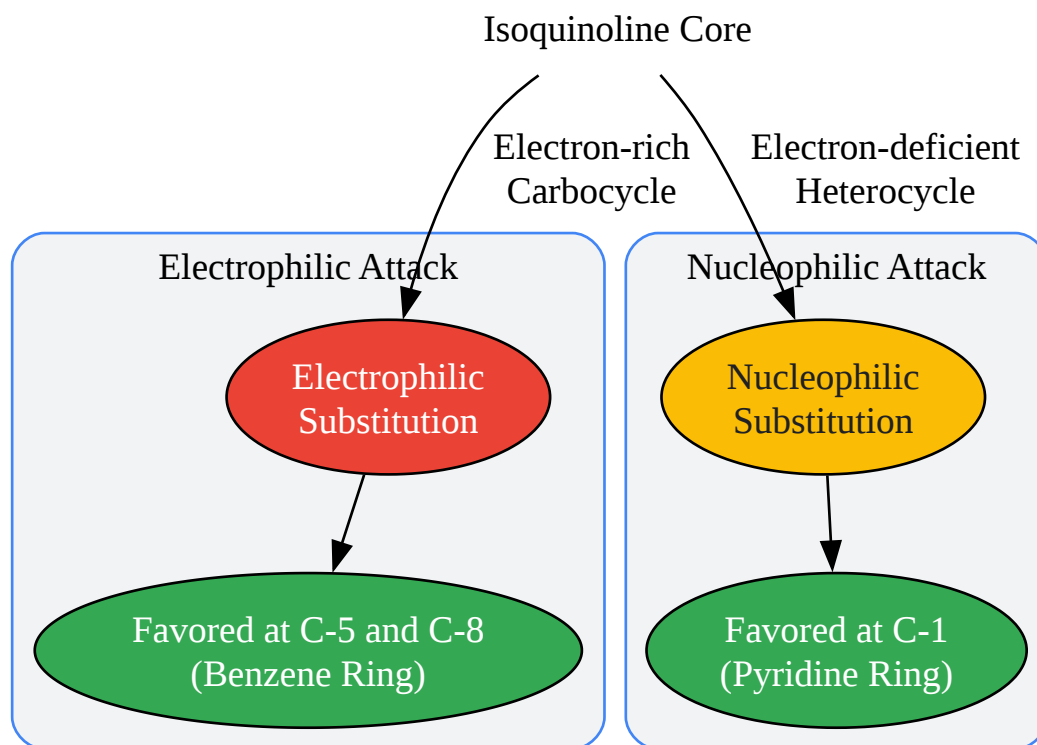 Isoquinoline Core
Electron-rich
Carbocycle
Electron-deficient
Heterocycle
Electrophilic Attack
Electrophilic
Substitution
Favored at C-5 and C-8
(Benzene Ring)
Nucleophilic Attack
Nucleophilic
Substitution
Favored at C-1
(Pyridine Ring)